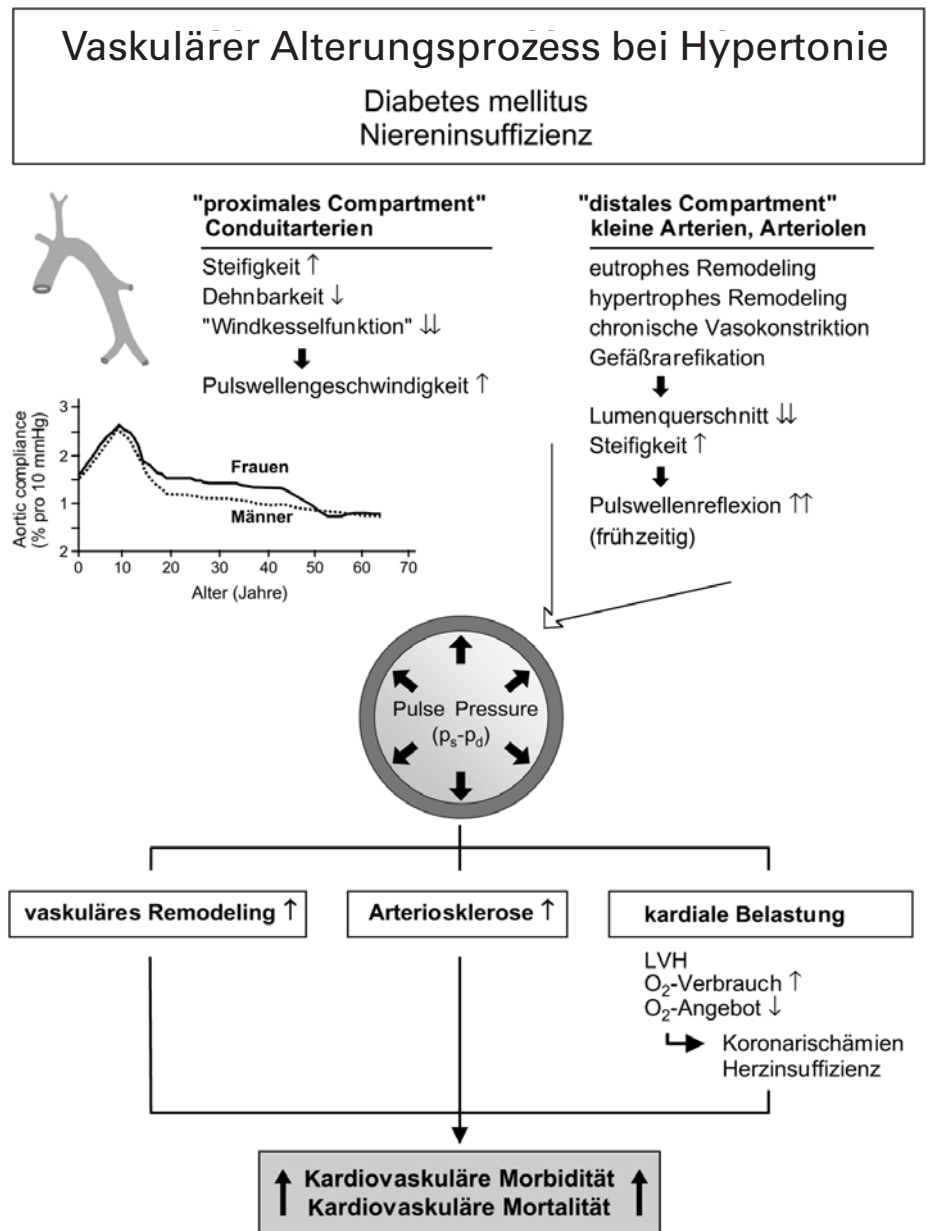 Vaskulärer Alterungsprozess bei Hypertonie
Diabetes mellitus
Niereninsuffizienz
"proximales Compartment"
Conduitarterien
Steifigkeit ↑
Dehnbarkeit ↓
"Windkesselfunktion" ↓↓
Pulswellengeschwindigkeit ↑
"distales Compartment"
kleine Arterien, Arteriolen
eutrophes Remodeling
hypertrophes Remodeling
chronische Vasokonstriktion
Gefäßrarefikation
Lumenquerschnitt ↓↓
Steifigkeit ↑
Pulswellenreflexion ↑↑
(frühzeitig)
Aortic compliance
(% pro 10 mmHg)
3
2
1
2
Frauen
Männer
0 10 20 30 40 50 60 70
Alter (Jahre)
Pulse Pressure
(ps-pd)
vaskuläres Remodeling ↑
Arteriosklerose ↑
kardiale Belastung
LVH
O2-Verbrauch ↑
O2-Angebot ↓
Koronarischämien
Herzinsuffizienz
↑ Kardiovaskuläre Morbidität ↑
Kardiovaskuläre Mortalität